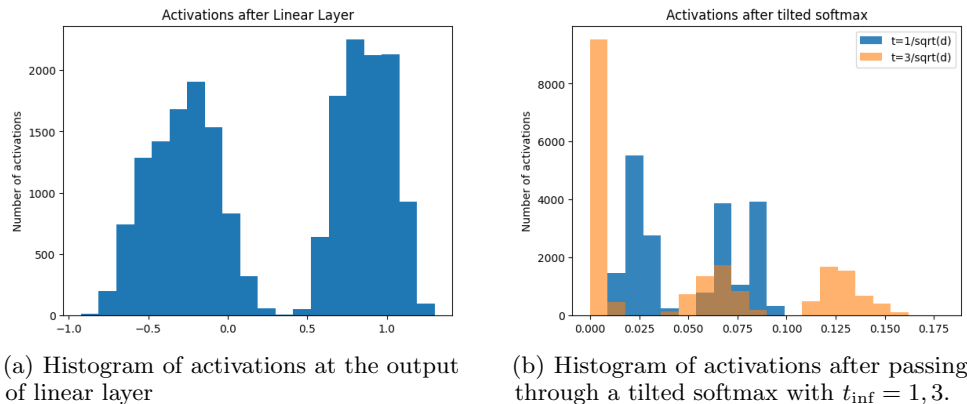 Activations after Linear Layer
Number of activations
2000
1500
1000
500
0
−1.0
−0.5
0.0
0.5
1.0
(a) Histogram of activations at the output
of linear layer
Activations after tilted softmax
t=1/sqrt(d)
t=3/sqrt(d)
Number of activations
8000
6000
4000
2000
0
0.000
0.025
0.050
0.075
0.100
0.125
0.150
0.175
(b) Histogram of activations after passing
through a tilted softmax with t_inf = 1, 3.